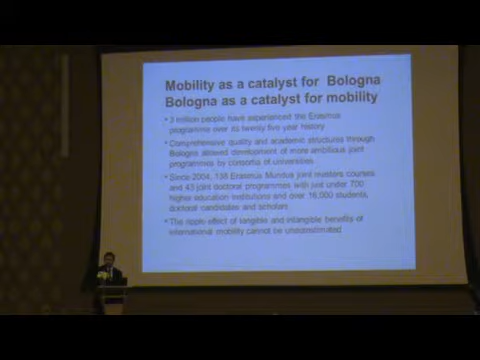 Mobility as a catalyst for Bologna
Bologna as a catalyst for mobility
• 3 million people have experienced the Erasmus
programme over its twenty five year history
• Comprehensive quality and academic structures through
Bologna allowed development of more ambitious joint
programmes by consortia of universities
• Since 2004, 138 Erasmus Mundus joint masters courses
and 43 joint doctoral programmes with just under 700
higher education institutions and over 16,000 students,
doctoral candidates and scholars
• The ripple effect of tangible and intangible benefits of
international mobility cannot be